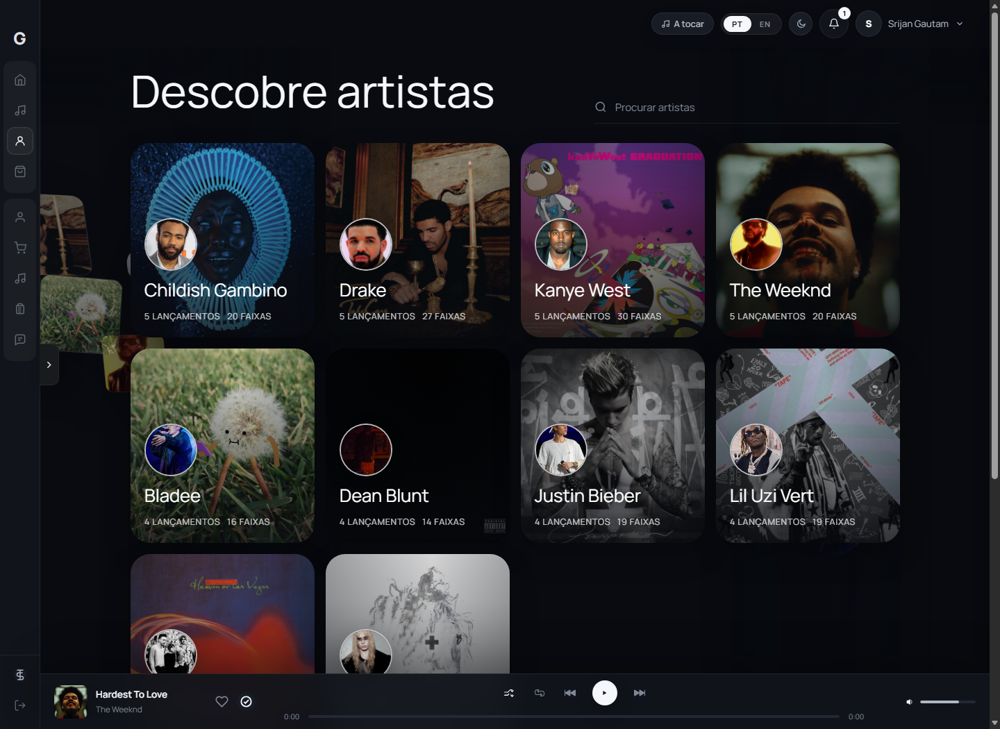 G
A tocar
PT EN
1
S
Srijan Gautam
Descobre artistas
Procurar artistas
Childish Gambino
5 LANÇAMENTOS 20 FAIXAS
Drake
5 LANÇAMENTOS 27 FAIXAS
KanYeWest GRADUATION
Kanye West
5 LANÇAMENTOS 30 FAIXAS
The Weeknd
5 LANÇAMENTOS 20 FAIXAS
Bladee
4 LANÇAMENTOS 16 FAIXAS
Dean Blunt
4 LANÇAMENTOS 14 FAIXAS
Justin Bieber
4 LANÇAMENTOS 19 FAIXAS
"TAPE"
"TAPE"
Lil Uzi Vert
4 LANÇAMENTOS 19 FAIXAS
Heaven or Las Vegas
Hardest To Love
The Weeknd
0:00
0:00